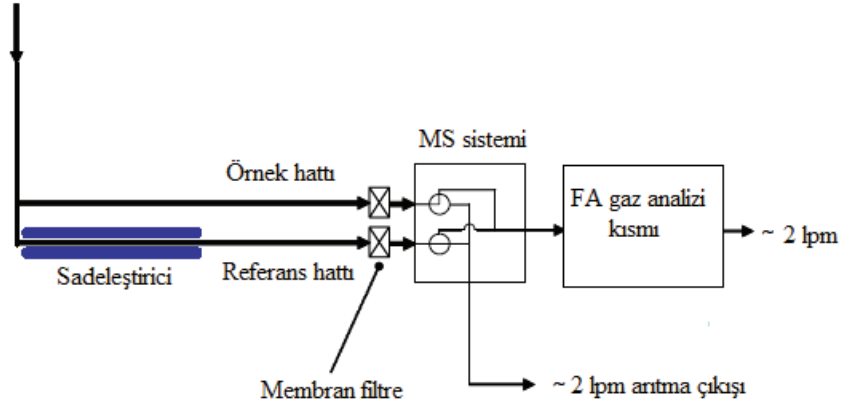 MS sistemi
Örnek hattı
FA gaz analizi
kısmı
~ 2 lpm
Sadeleştirici
Referans hattı
Membran filtre
~ 2 lpm arıtma çıkışı